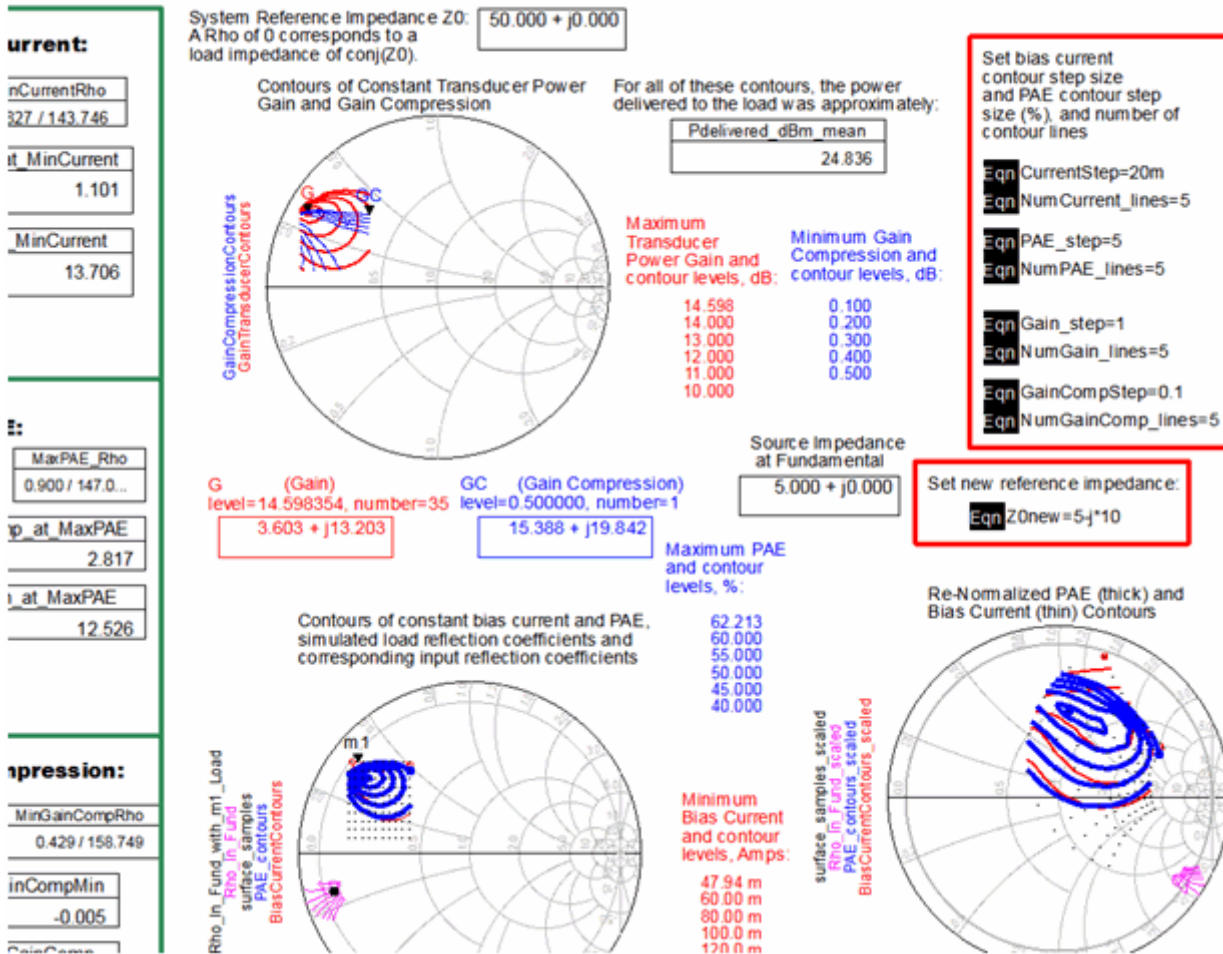 System Reference Impedance Z0:
A Rho of 0 corresponds to a
load impedance of conj(Z0).
50.000 + j0.000
urrent:
nCurrentRho
827 / 143.746
at_MinCurrent
1.101
_MinCurrent
13.706
Contours of Constant Transducer Power
Gain and Gain Compression
GainCompressionContours
GainTransducerContours
G
GC
For all of these contours, the power
delivered to the load was approximately:
Pdelivered_dBm_mean
24.836
Maximum
Transducer
Power Gain and
contour levels, dB:
14.598
14.000
13.000
12.000
11.000
10.000
Minimum Gain
Compression and
contour levels, dB:
0.100
0.200
0.300
0.400
0.500
Set bias current
contour step size
and PAE contour step
size (%), and number of
contour lines
Eqn CurrentStep=20m
Eqn NumCurrent_lines=5
Eqn PAE_step=5
Eqn NumPAE_lines=5
Eqn Gain_step=1
Eqn NumGain_lines=5
Eqn GainCompStep=0.1
Eqn NumGainComp_lines=5
E:
MaxPAE_Rho
0.900 / 147.0...
mp_at_MaxPAE
2.817
_at_MaxPAE
12.526
G (Gain)
level=14.598354, number=35
3.603 + j13.203
GC (Gain Compression)
level=0.500000, number=1
15.388 + j19.842
Source Impedance
at Fundamental
5.000 + j0.000
Set new reference impedance:
Eqn Z0new=5-j*10
Maximum PAE
and contour
levels, %:
62.213
60.000
55.000
50.000
45.000
40.000
Contours of constant bias current and PAE,
simulated load reflection coefficients and
corresponding input reflection coefficients
m1
Rho_In_Fund_with_m1_Load
Rho_In_Fund
surface_samples
PAE_contours
BiasCurrentContours
Minimum
Bias Current
and contour
levels, Amps:
47.94 m
60.00 m
80.00 m
100.0 m
120.0 m
Re-Normalized PAE (thick) and
Bias Current (thin) Contours
surface_samples_scaled
Rho_In_Fund_scaled
PAE_contours_scaled
BiasCurrentContours_scaled
npression:
MinGainCompRho
0.429 / 158.749
inCompMin
-0.005